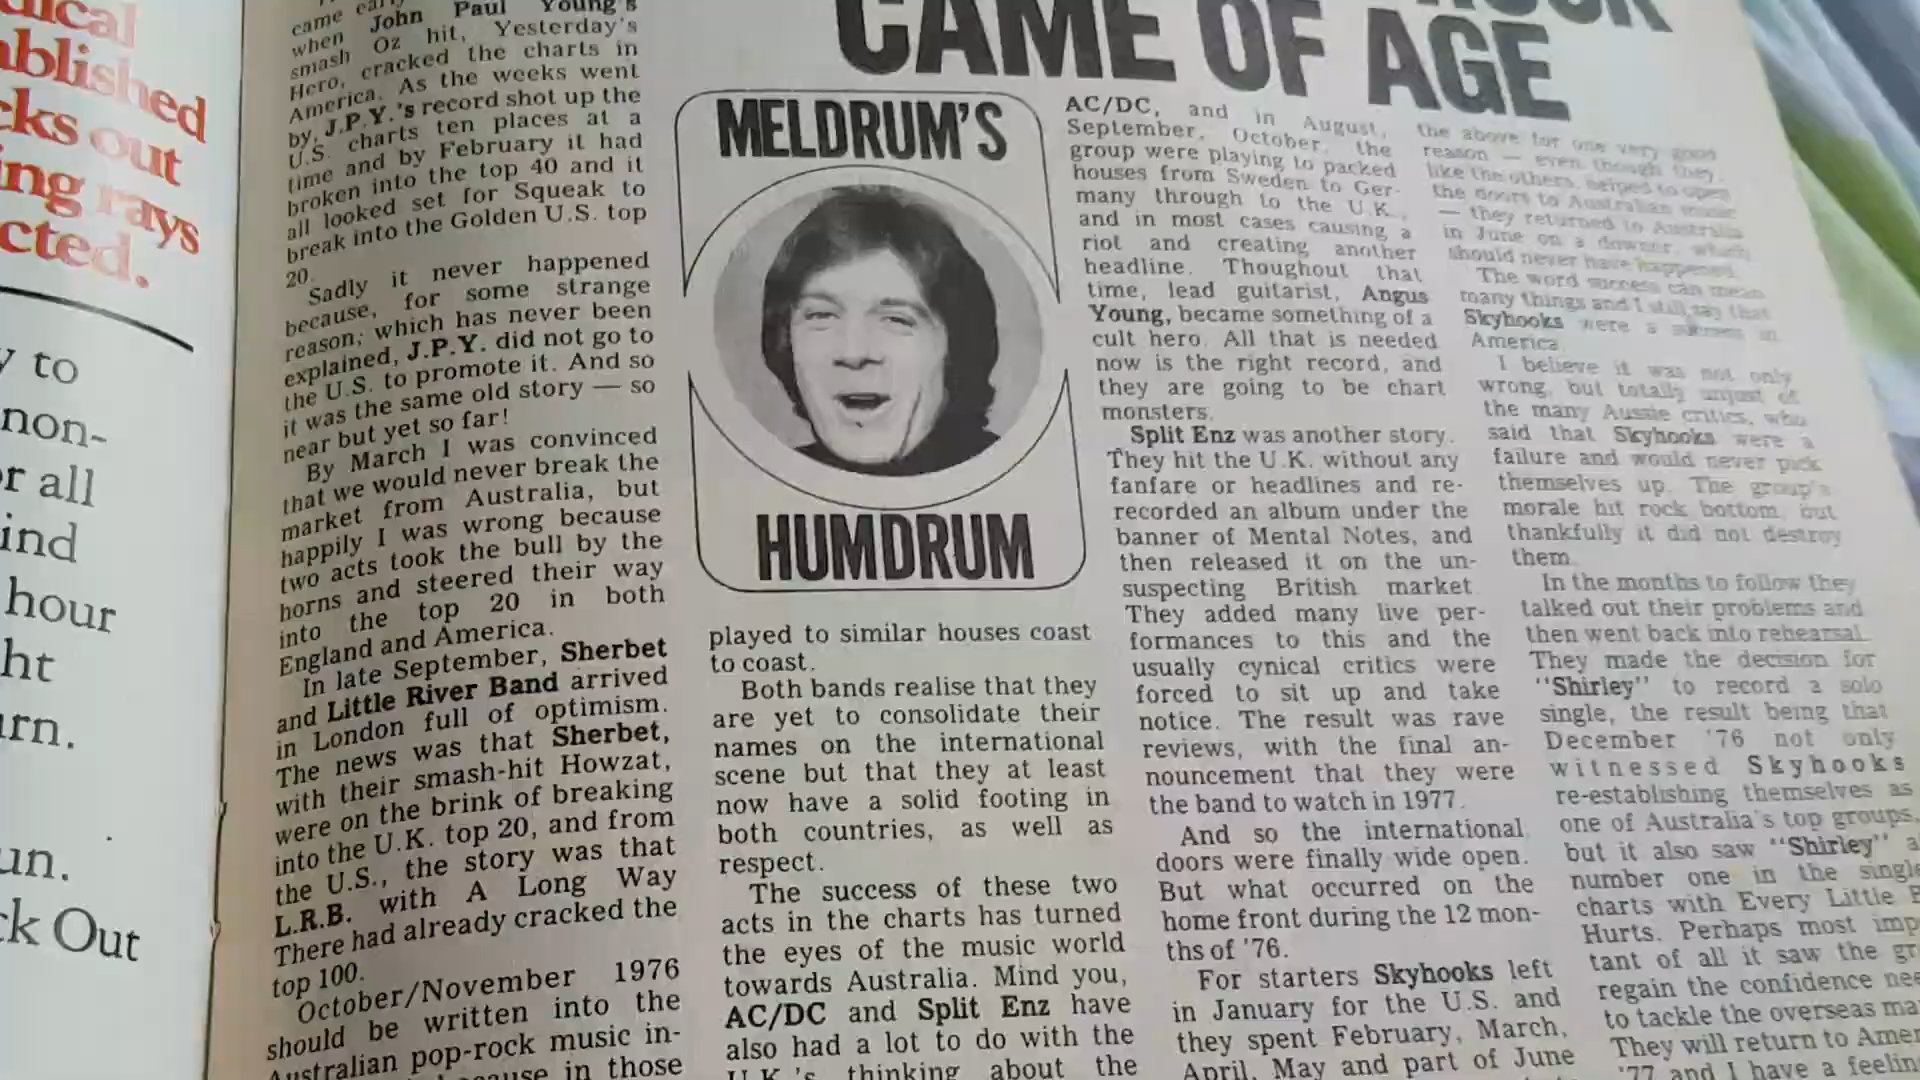 dical
ablished
cks out
ing rays
cted.
y to
non-
r all
ind
hour
ht
urn.
un.
ck Out
CAME OF AGE
came
when John Paul Young's
smash Oz hit, Yesterday's
Hero, cracked the charts in
America. As the weeks went
by, J.P.Y.'s record shot up the
U.S. charts ten places at a
time and by February it had
broken into the top 40 and it
all looked set for Squeak to
break into the Golden U.S. top
20.
Sadly it never happened
because, for some strange
reason; which has never been
explained, J.P.Y. did not go to
the U.S. to promote it. And so
it was the same old story — so
near but yet so far!
By March I was convinced
that we would never break the
market from Australia, but
happily I was wrong because
two acts took the bull by the
horns and steered their way
into the top 20 in both
England and America.
In late September, Sherbet
and Little River Band arrived
in London full of optimism.
The news was that Sherbet,
with their smash-hit Howzat,
were on the brink of breaking
into the U.K. top 20, and from
the U.S., the story was that
L.R.B. with A Long Way
There had already cracked the
top 100.
October/November 1976
should be written into the
Australian pop-rock music in-
in those
MELDRUM'S
HUMDRUM
played to similar houses coast
to coast.
Both bands realise that they
are yet to consolidate their
names on the international
scene but that they at least
now have a solid footing in
both countries, as well as
respect.
The success of these two
acts in the charts has turned
the eyes of the music world
towards Australia. Mind you,
AC/DC and Split Enz have
also had a lot to do with the
U.K.'s thinking about the
AC/DC, and in August,
September, October, the
group were playing to packed
houses from Sweden to Ger-
many through to the U.K.,
and in most cases causing a
riot and creating another
headline. Thoughout that
time, lead guitarist, Angus
Young, became something of a
cult hero. All that is needed
now is the right record, and
they are going to be chart
monsters.
Split Enz was another story.
They hit the U.K. without any
fanfare or headlines and re-
recorded an album under the
banner of Mental Notes, and
then released it on the un-
suspecting British market.
They added many live per-
formances to this and the
usually cynical critics were
forced to sit up and take
notice. The result was rave
reviews, with the final an-
nouncement that they were
the band to watch in 1977.
And so the international
doors were finally wide open.
But what occurred on the
home front during the 12 mon-
ths of '76.
For starters Skyhooks left
in January for the U.S. and
they spent February, March,
April, May and part of June
the above for one very good
reason — even though they,
like the others, helped to open
the doors to Australian music
— they returned to Australia
in June on a downer, which
should never have happened.
The word success can mean
many things and I still say that
Skyhooks were a success in
America.
I believe it was not only
wrong, but totally unjust of
the many Aussie critics, who
said that Skyhooks were a
failure and would never pick
themselves up. The group's
morale hit rock bottom, but
thankfully it did not destroy
them.
In the months to follow they
talked out their problems and
then went back into rehearsal.
They made the decision for
"Shirley" to record a solo
single, the result being that
December '76 not only
witnessed Skyhooks
re-establishing themselves as
one of Australia's top groups,
but it also saw "Shirley" a
number one in the single
charts with Every Little B
Hurts. Perhaps most imp
tant of all it saw the gr
regain the confidence nee
to tackle the overseas ma
They will return to Amer
'77 and I have a feelin